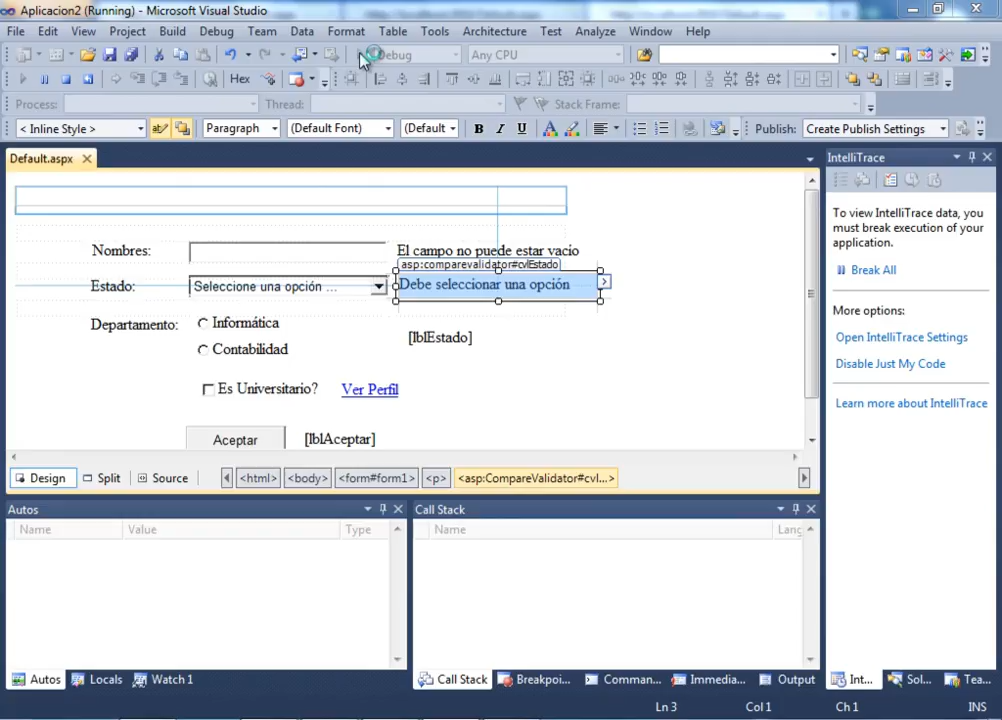 Aplicacion2 (Running) - Microsoft Visual Studio
File Edit View Project Build Debug Team Data Format Table Tools Architecture Test Analyze Window Help
Debug Any CPU
Hex
Process: Thread: Stack Frame:
< Inline Style > Paragraph (Default Font) (Default B I U A Publish: Create Publish Settings
Default.aspx
IntelliTrace
To view IntelliTrace data, you
must break execution of your
application.
Break All
More options:
Open IntelliTrace Settings
Disable Just My Code
Learn more about IntelliTrace
Nombres: El campo no puede estar vacio
asp:comparevalidator#cvlEstado
Estado: Seleccione una opción ... Debe seleccionar una opción
Departamento: Informática
[lblEstado]
Contabilidad
Es Universitario? Ver Perfil
Aceptar [lblAceptar]
Design Split Source <html> <body> <form#form1> <p> <asp:CompareValidator#cvl...>
Autos
Name Value Type
Call Stack
Name Lang
Autos Locals Watch 1
Call Stack Breakpoi... Comman... Immedia... Output
Int... Sol... Tea...
Ln 3 Col 1 Ch 1 INS